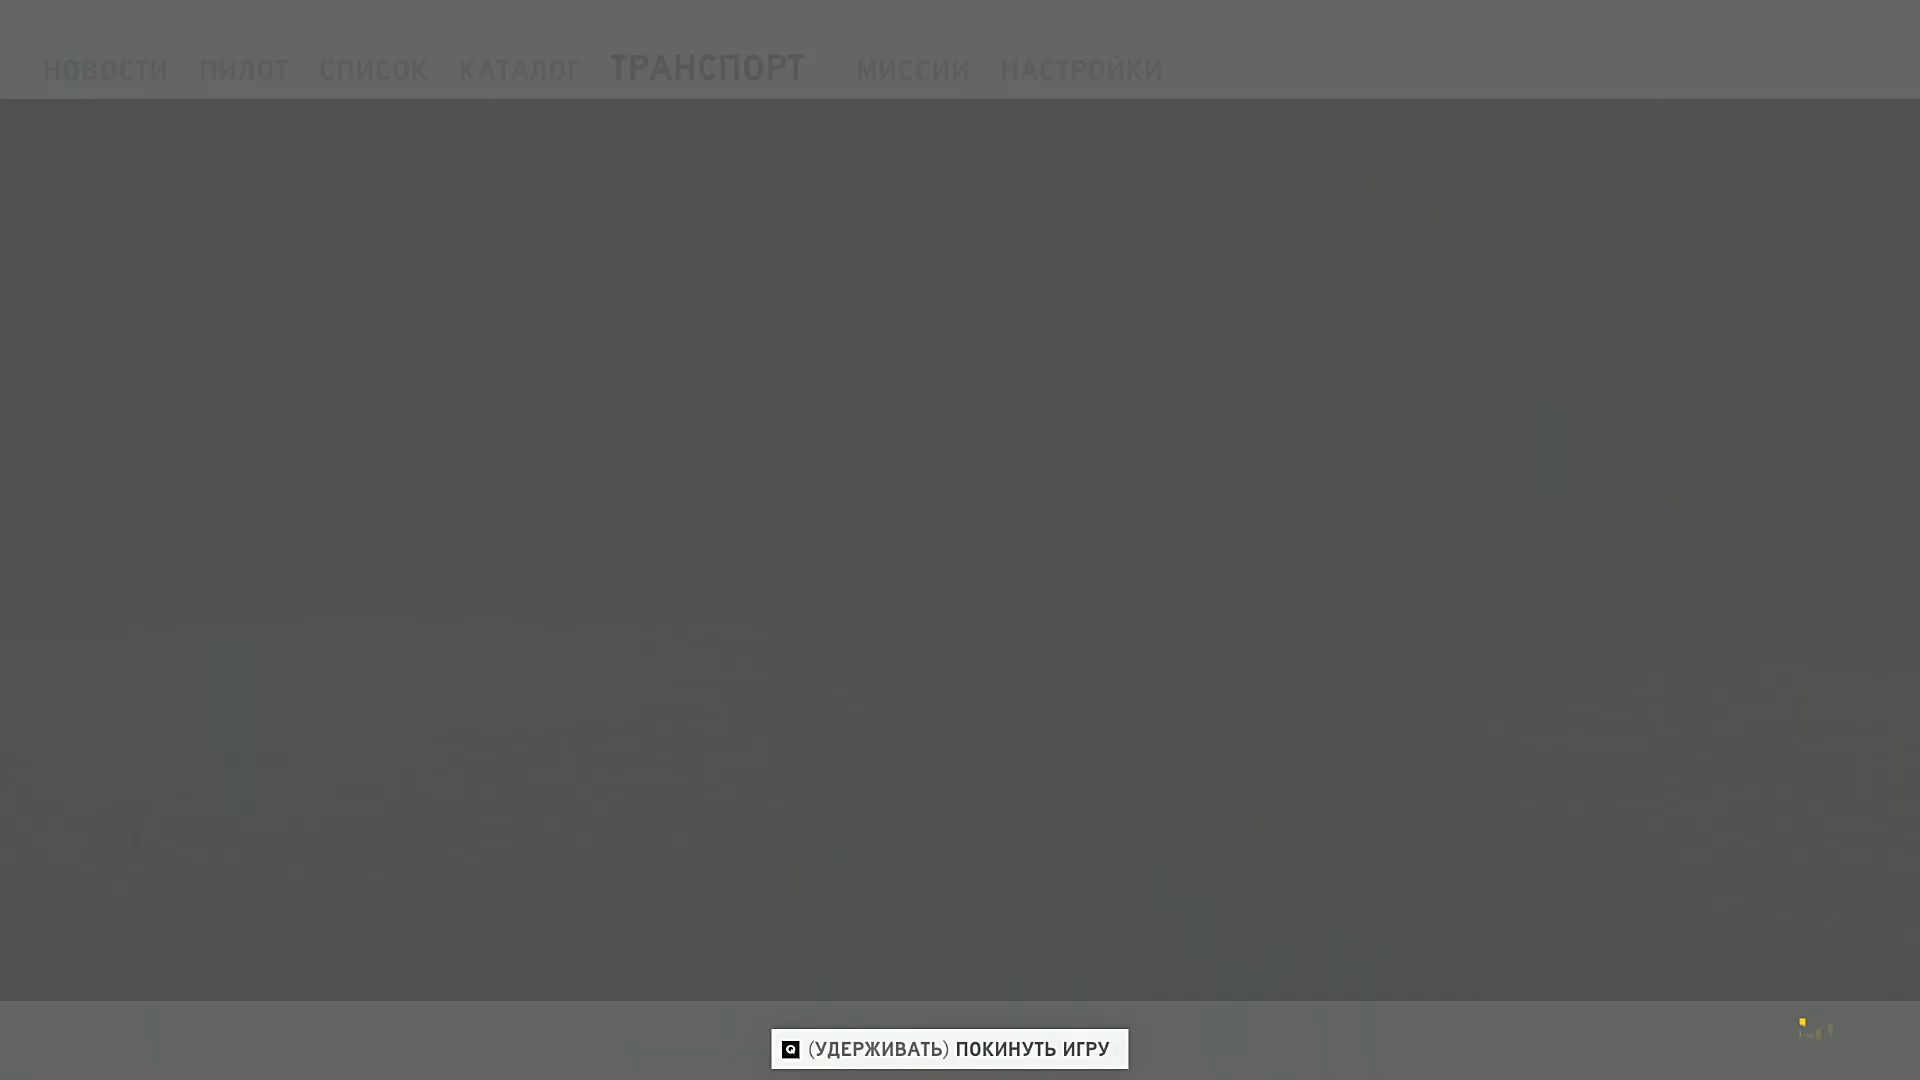 НОВОСТИ ПИЛОТ СПИСОК КАТАЛОГ ТРАНСПОРТ МИССИИ НАСТРОЙКИ
Q (УДЕРЖИВАТЬ) ПОКИНУТЬ ИГРУ